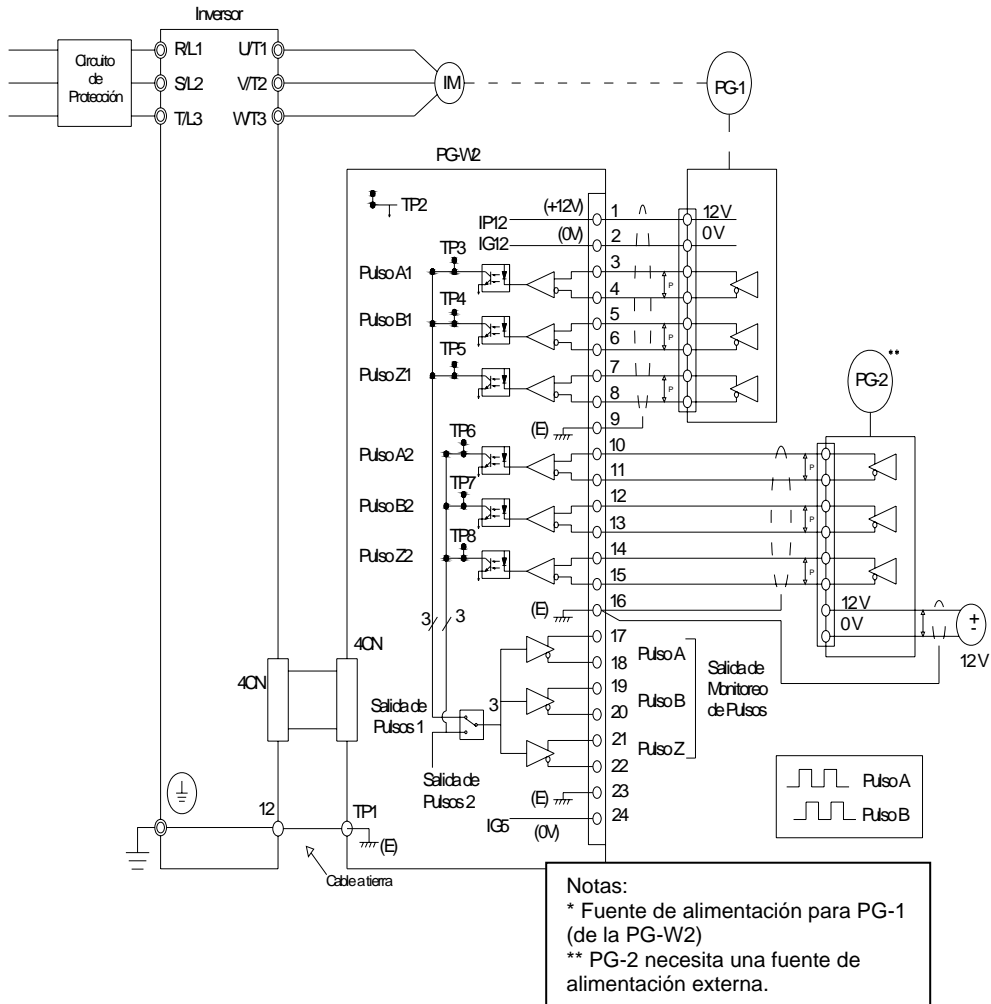 Inversor
R/L1
U/T1
Circuito
de
Protección
S/L2
V/T2
T/L3
W/T3
IM
PG-1
PG-W2
TP2
IP12
(+12V)
1
12V
IG12
(0V)
2
0V
TP3
Pulso A1
3
4
P
TP4
Pulso B1
5
6
P
TP5
Pulso Z1
7
8
P
(E)
9
PG-2
**
TP6
Pulso A2
10
11
P
TP7
Pulso B2
12
13
P
TP8
Pulso Z2
14
15
P
(E)
16
12V
0V
+
-
12V
3
3
17
18
Pulso A
19
20
Pulso B
21
22
Pulso Z
Salida de
Monitoreo
de Pulsos
4CN
4CN
Salida de
Pulsos 1
3
Salida de
Pulsos 2
(E)
23
IG5
(0V)
24
Pulso A
Pulso B
12
TP1
(E)
Cable a tierra
Notas:
* Fuente de alimentación para PG-1
(de la PG-W2)
** PG-2 necesita una fuente de
alimentación externa.